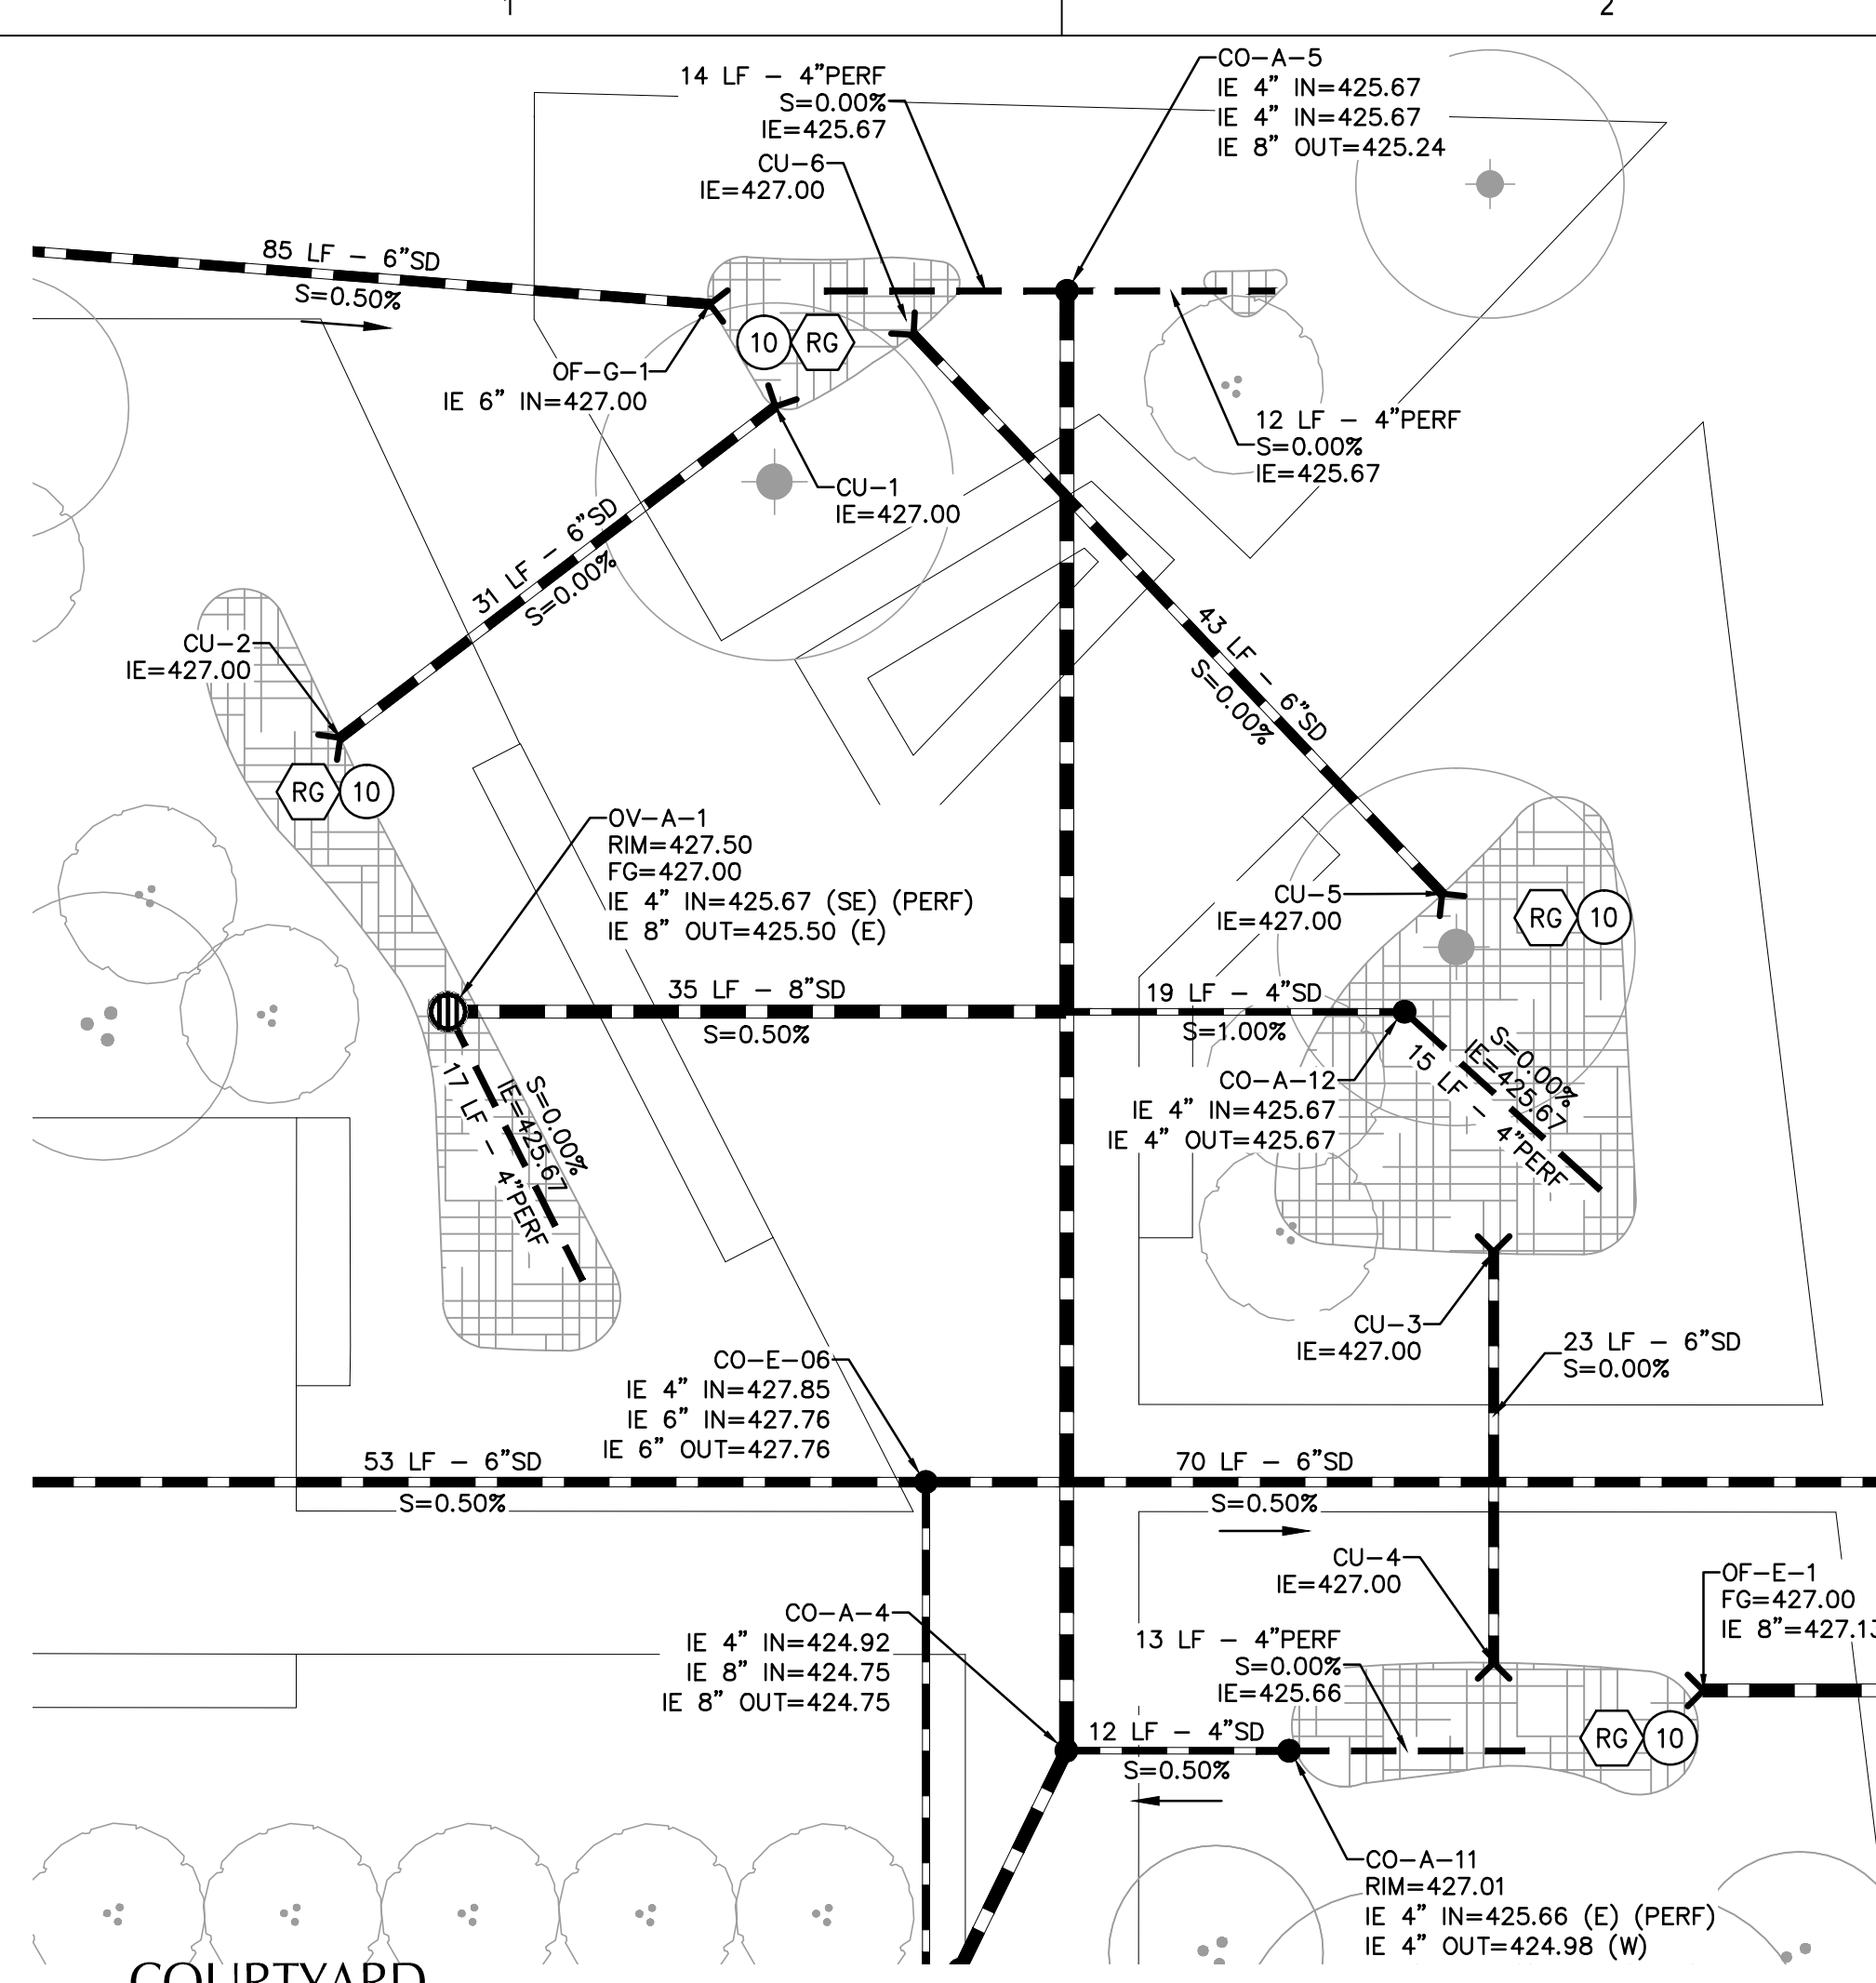 1
2
14 LF – 4"PERF
S=0.00%
IE=425.67
CO-A-5
IE 4" IN=425.67
IE 4" IN=425.67
IE 8" OUT=425.24
CU-6
IE=427.00
85 LF – 6"SD
S=0.50%
10
RG
OF-G-1
IE 6" IN=427.00
12 LF – 4"PERF
S=0.00%
IE=425.67
CU-1
IE=427.00
31 LF – 6"SD
S=0.00%
CU-2
IE=427.00
RG
10
43 LF – 6"SD
S=0.00%
OV-A-1
RIM=427.50
FG=427.00
IE 4" IN=425.67 (SE) (PERF)
IE 8" OUT=425.50 (E)
CU-5
IE=427.00
RG
10
35 LF – 8"SD
S=0.50%
19 LF – 4"SD
S=1.00%
17 LF – 4"PERF
IE=425.67
S=0.00%
CO-A-12
IE 4" IN=425.67
IE 4" OUT=425.67
S=0.00%
IE=425.67
15 LF – 4"PERF
CU-3
IE=427.00
23 LF – 6"SD
S=0.00%
CO-E-06
IE 4" IN=427.85
IE 6" IN=427.76
IE 6" OUT=427.76
53 LF – 6"SD
S=0.50%
70 LF – 6"SD
S=0.50%
CU-4
IE=427.00
OF-E-1
FG=427.00
IE 8"=427.13
CO-A-4
IE 4" IN=424.92
IE 8" IN=424.75
IE 8" OUT=424.75
13 LF – 4"PERF
S=0.00%
IE=425.66
12 LF – 4"SD
S=0.50%
RG
10
CO-A-11
RIM=427.01
IE 4" IN=425.66 (E) (PERF)
IE 4" OUT=424.98 (W)
COURTYARD